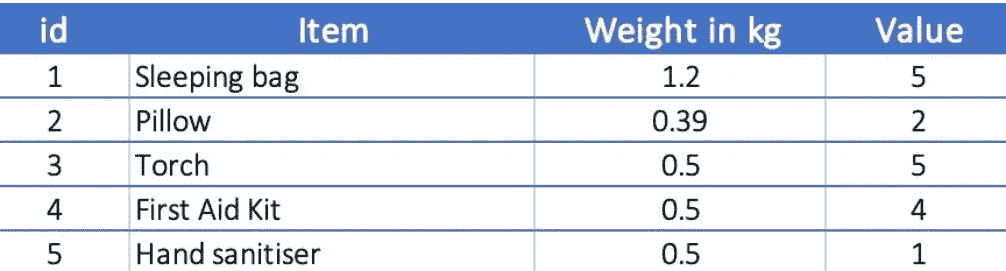 id Item Weight in kg Value
1 Sleeping bag 1.2 5
2 Pillow 0.39 2
3 Torch 0.5 5
4 First Aid Kit 0.5 4
5 Hand sanitiser 0.5 1